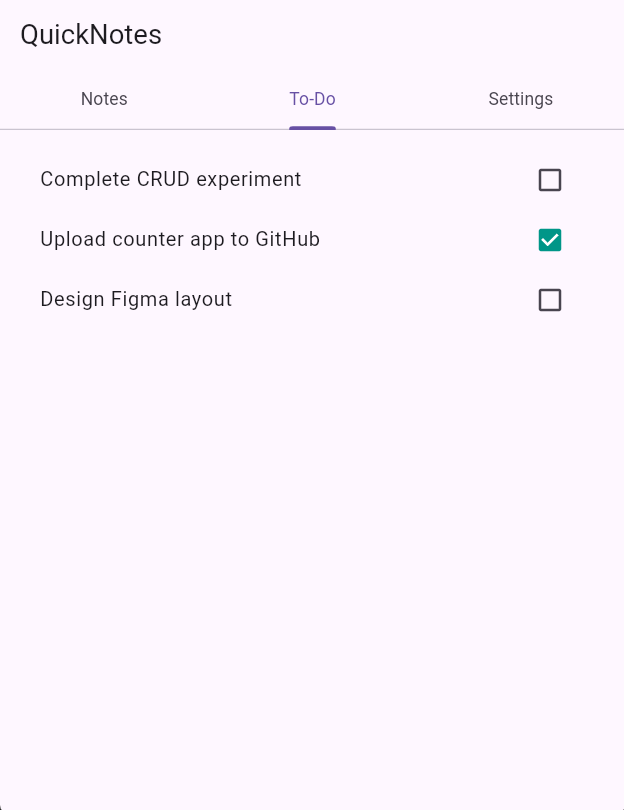 QuickNotes
Notes To-Do Settings
Complete CRUD experiment
Upload counter app to GitHub
Design Figma layout